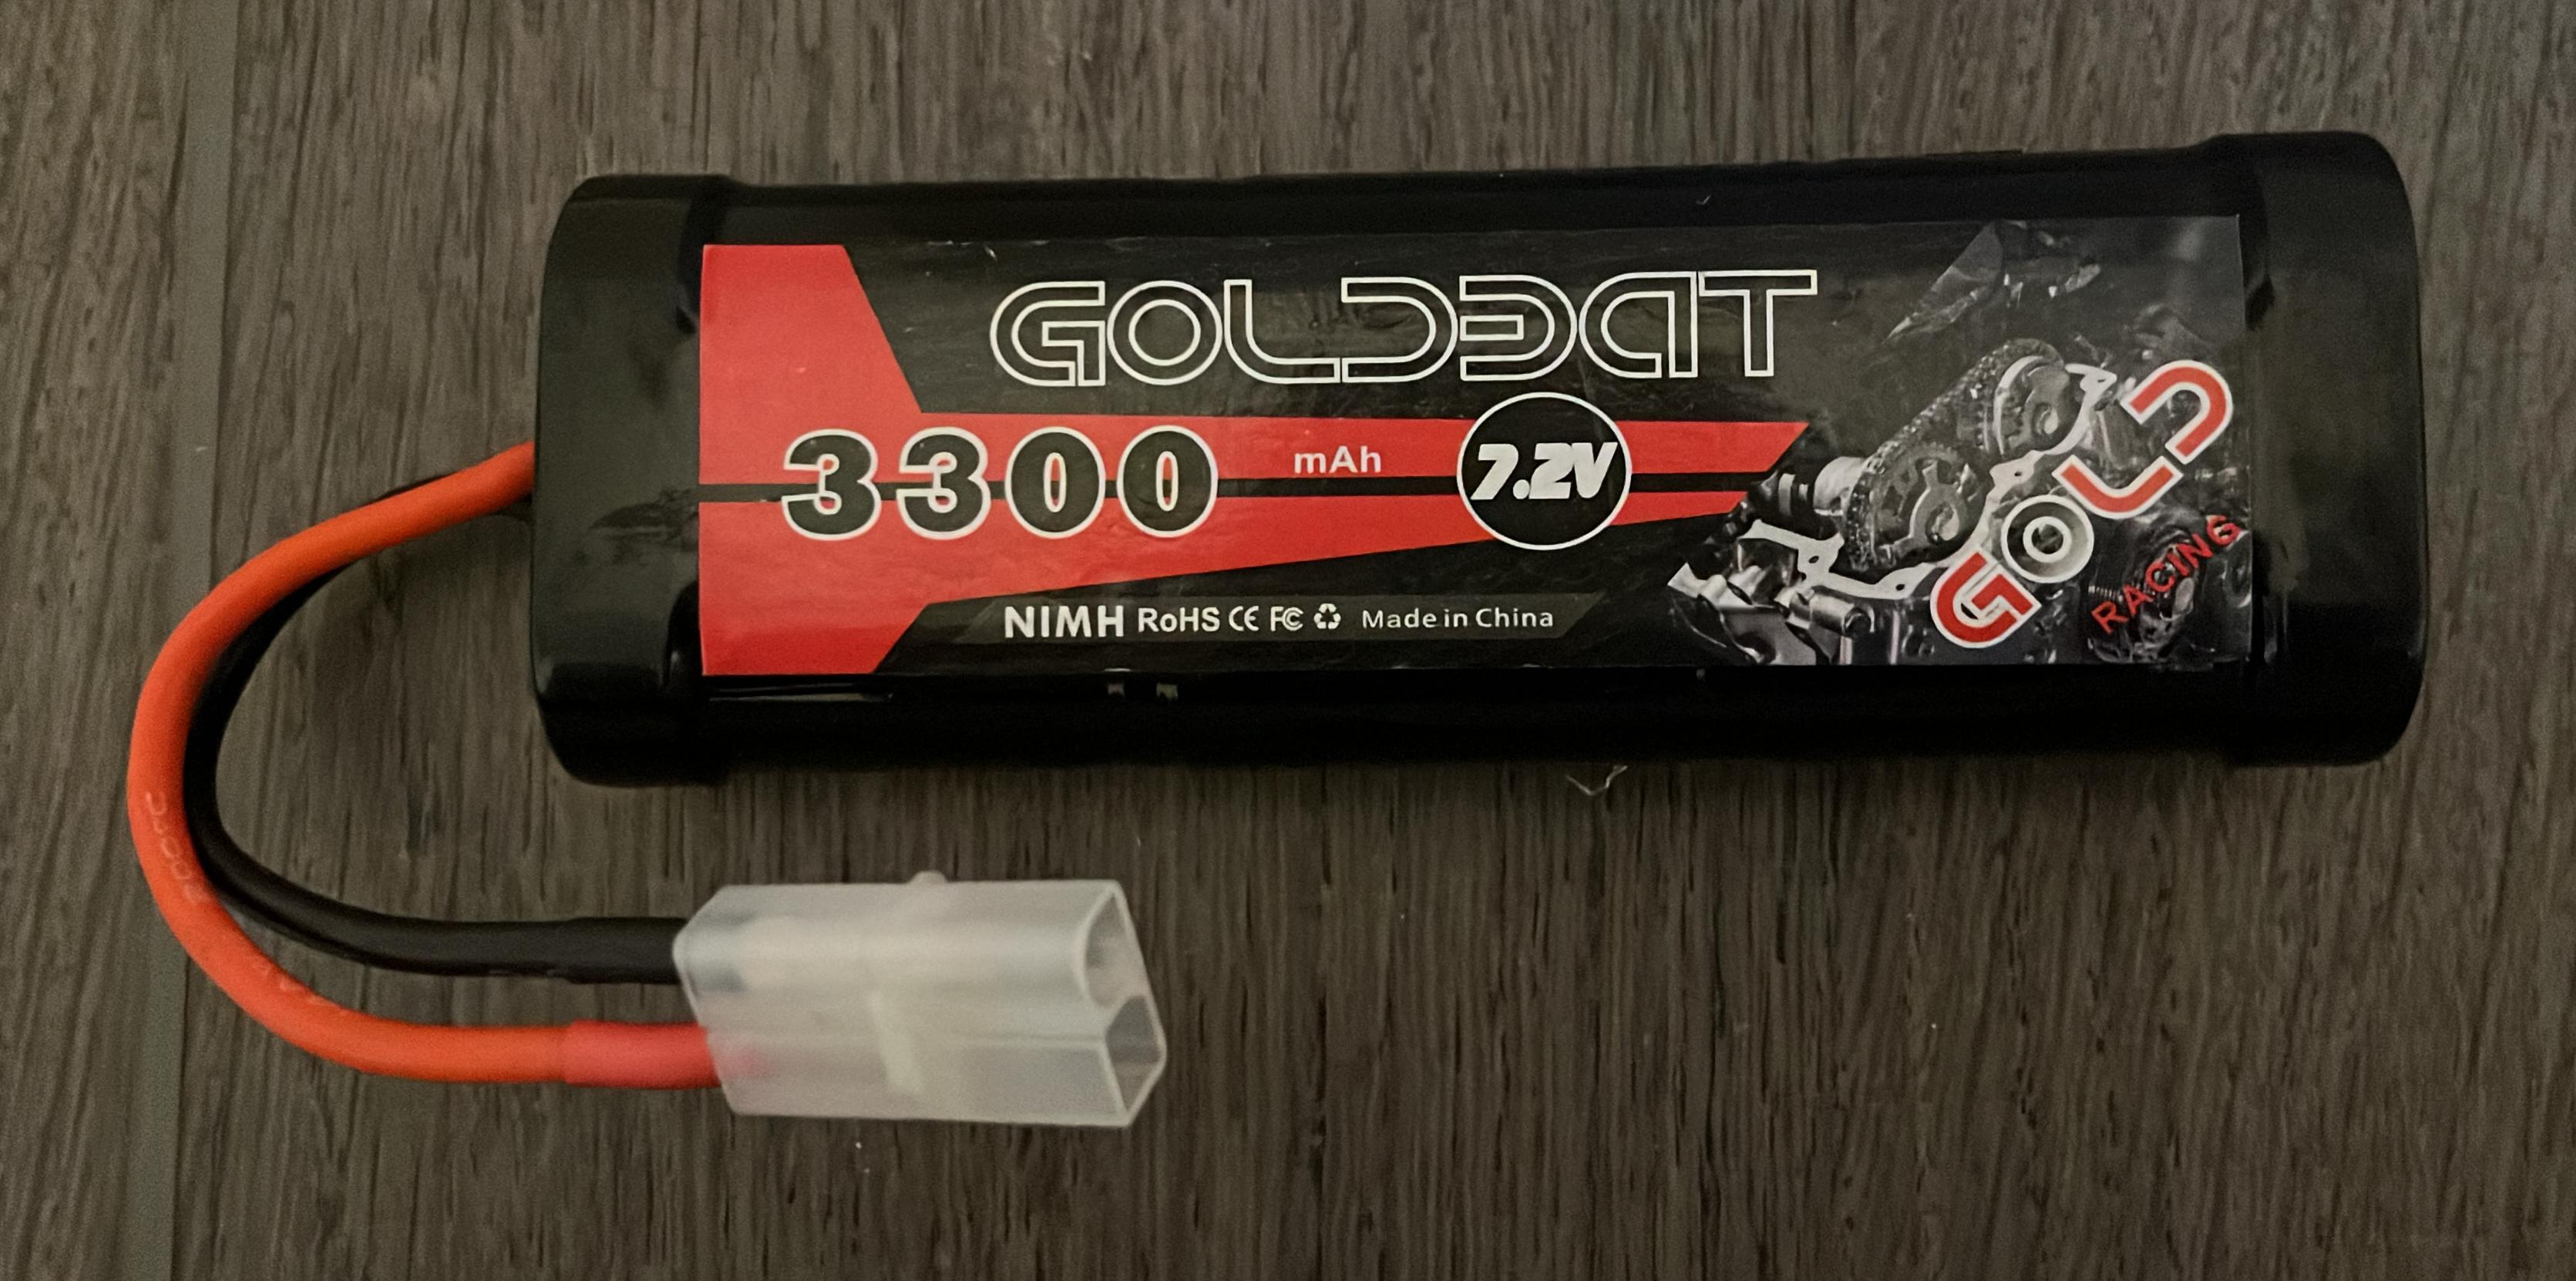 GOLDBAT
3300 mAh 7.2V
NIMH RoHS CE FC Made in China
GOLD
RACING